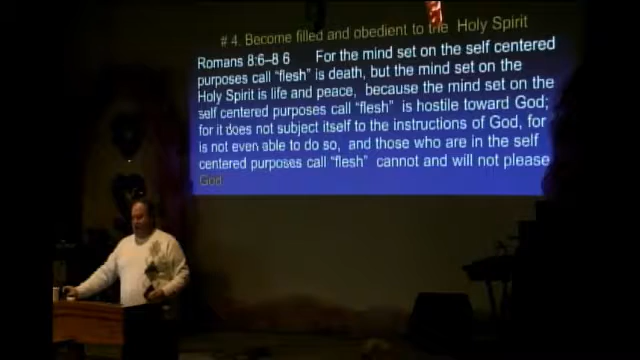 # 4. Become filled and obedient to the Holy Spirit
Romans 8:6–8 6 For the mind set on the self centered
purposes call “flesh” is death, but the mind set on the
Holy Spirit is life and peace, because the mind set on the
self centered purposes call “flesh” is hostile toward God;
for it does not subject itself to the instructions of God, for
is not even able to do so, and those who are in the self
centered purposes call “flesh” cannot and will not please
God